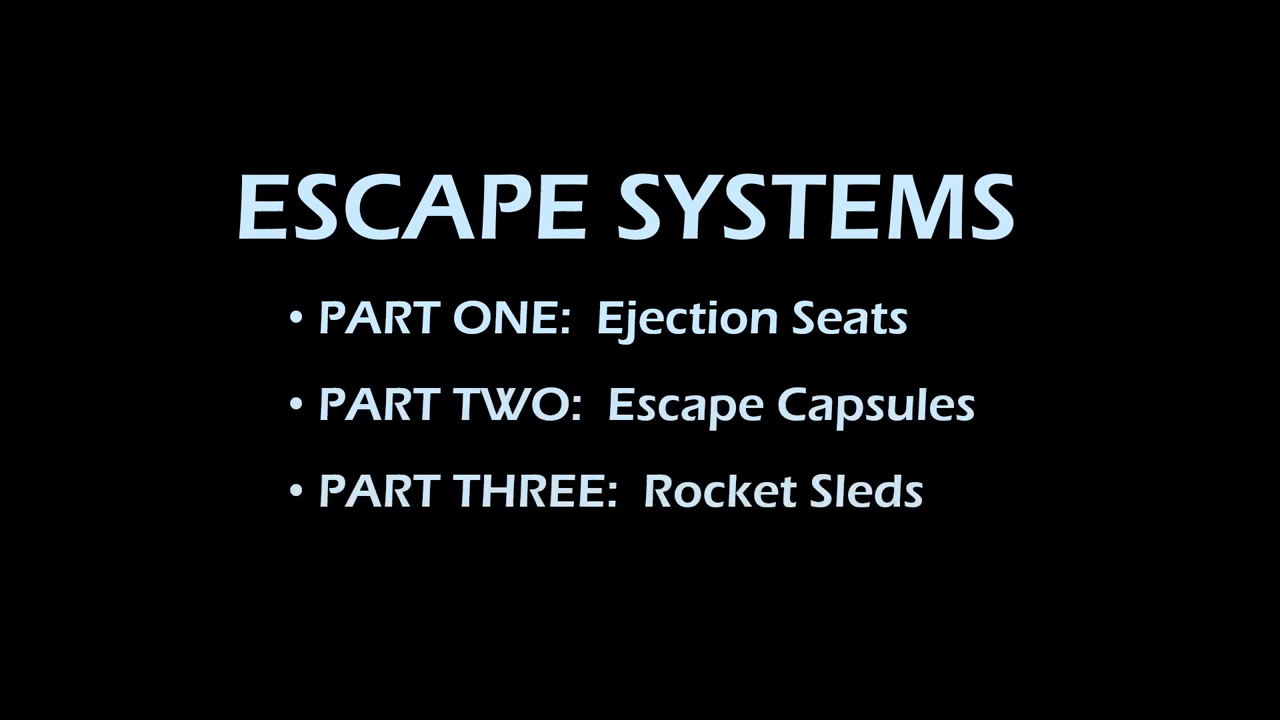 ESCAPE SYSTEMS
• PART ONE: Ejection Seats
• PART TWO: Escape Capsules
• PART THREE: Rocket Sleds